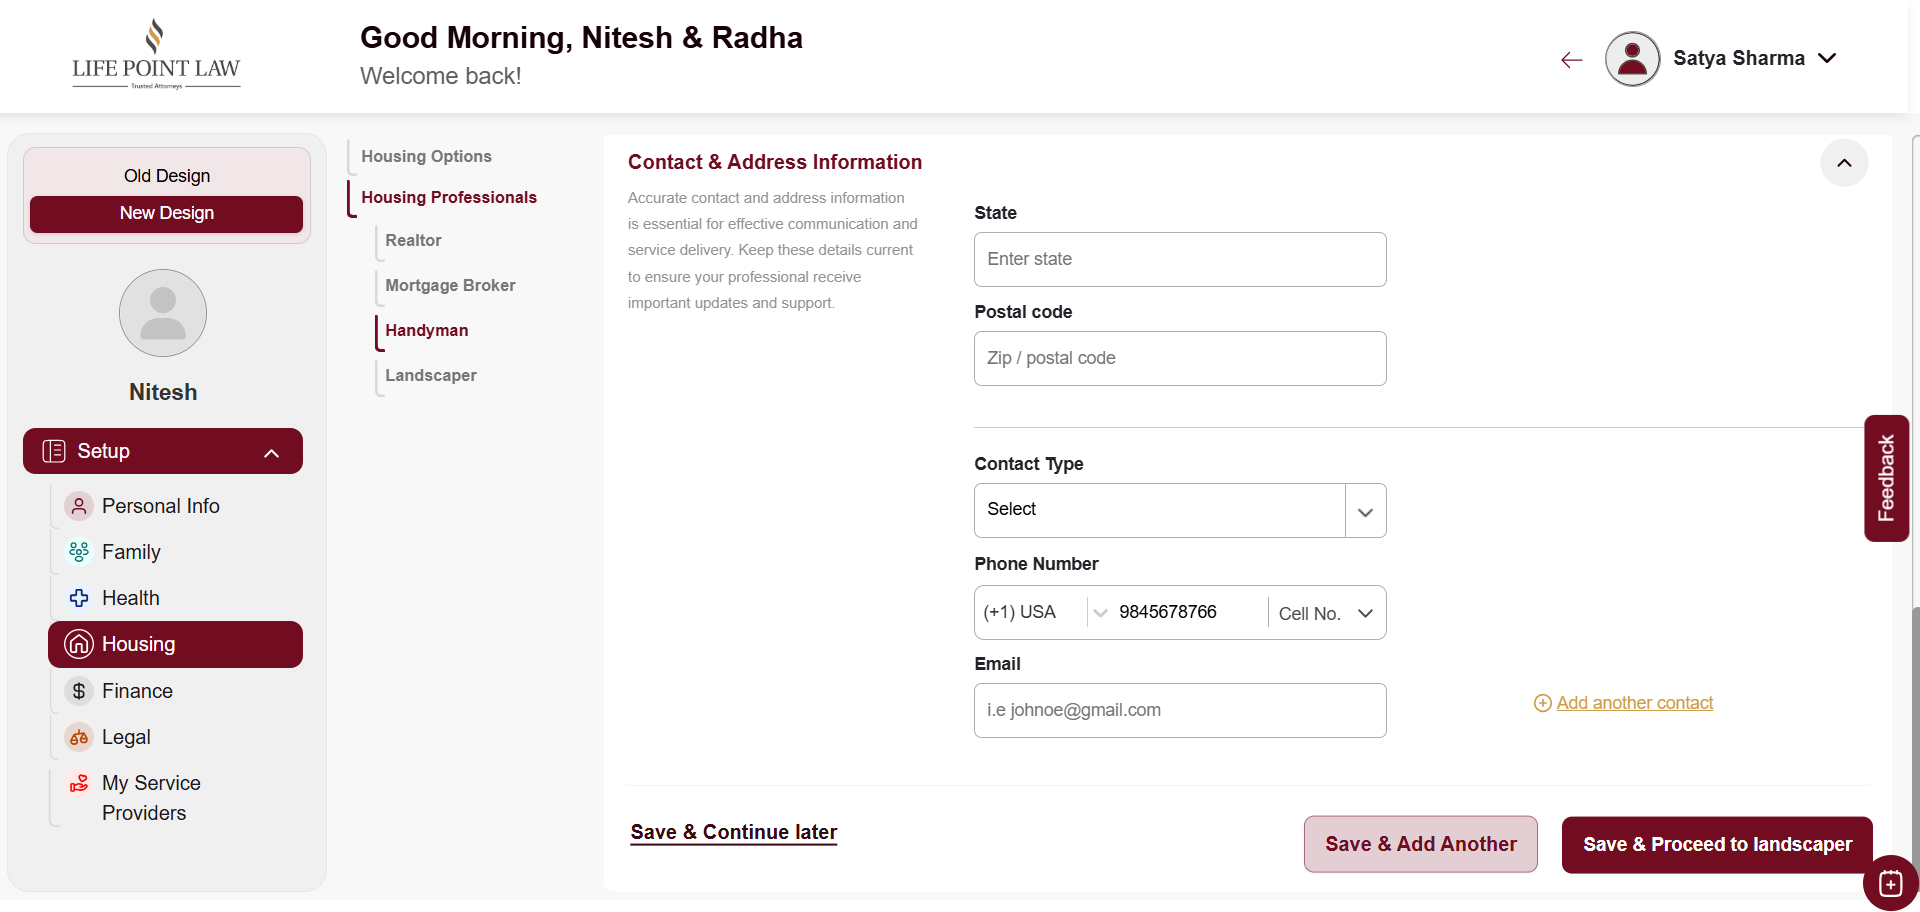 LIFE POINT LAW
Trusted Attorneys
Good Morning, Nitesh & Radha
Welcome back!
Satya Sharma
Old Design
New Design
Nitesh
Setup
Personal Info
Family
Health
Housing
Finance
Legal
My Service
Providers
Housing Options
Housing Professionals
Realtor
Mortgage Broker
Handyman
Landscaper
Contact & Address Information
Accurate contact and address information
is essential for effective communication and
service delivery. Keep these details current
to ensure your professional receive
important updates and support.
State
Enter state
Postal code
Zip / postal code
Contact Type
Select
Phone Number
(+1) USA 9845678766 Cell No.
Email
i.e johnoe@gmail.com
Add another contact
Save & Continue later
Save & Add Another
Save & Proceed to landscaper
Feedback